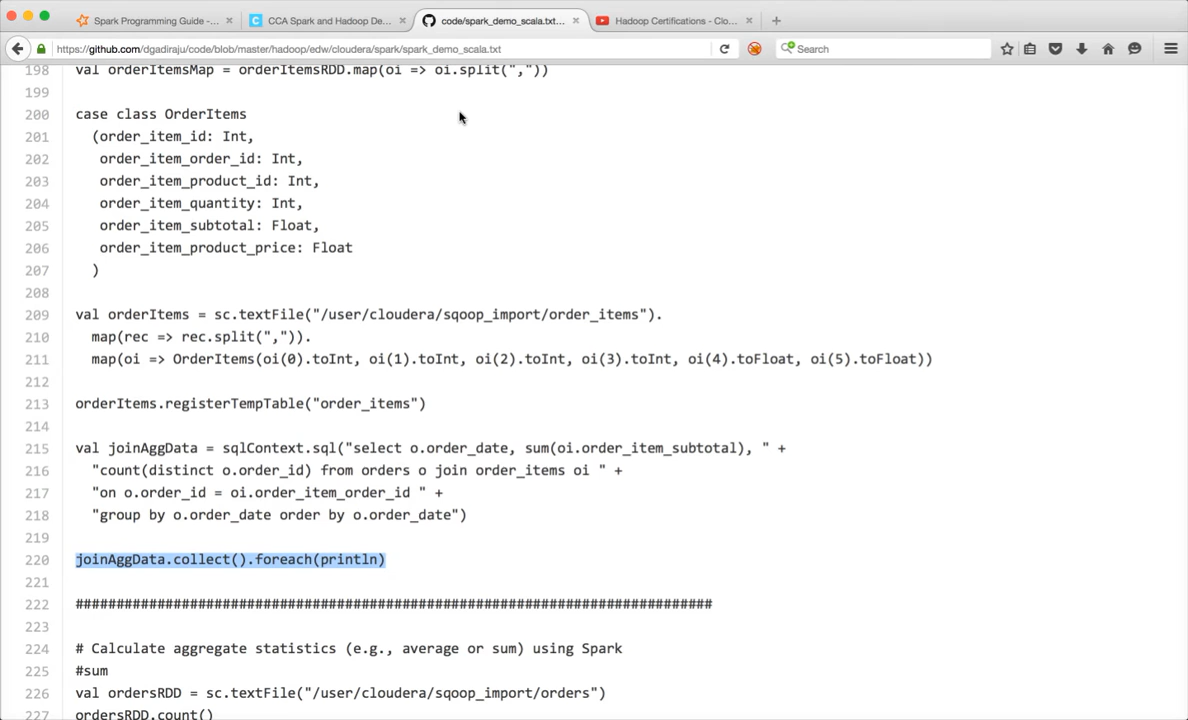 Spark Programming Guide -...
CCA Spark and Hadoop De...
code/spark_demo_scala.txt...
Hadoop Certifications - Clo...
https://github.com/dgadiraju/code/blob/master/hadoop/edw/cloudera/spark/spark_demo_scala.txt
Search
198 val orderItemsMap = orderItemsRDD.map(oi => oi.split(","))
199
200 case class OrderItems
201 (order_item_id: Int,
202 order_item_order_id: Int,
203 order_item_product_id: Int,
204 order_item_quantity: Int,
205 order_item_subtotal: Float,
206 order_item_product_price: Float
207 )
208
209 val orderItems = sc.textFile("/user/cloudera/sqoop_import/order_items").
210 map(rec => rec.split(",")).
211 map(oi => OrderItems(oi(0).toInt, oi(1).toInt, oi(2).toInt, oi(3).toInt, oi(4).toFloat, oi(5).toFloat))
212
213 orderItems.registerTempTable("order_items")
214
215 val joinAggData = sqlContext.sql("select o.order_date, sum(oi.order_item_subtotal), " +
216 "count(distinct o.order_id) from orders o join order_items oi " +
217 "on o.order_id = oi.order_item_order_id " +
218 "group by o.order_date order by o.order_date")
219
220 joinAggData.collect().foreach(println)
221
222 ##############################################################################
223
224 # Calculate aggregate statistics (e.g., average or sum) using Spark
225 #sum
226 val ordersRDD = sc.textFile("/user/cloudera/sqoop_import/orders")
227 ordersRDD.count()